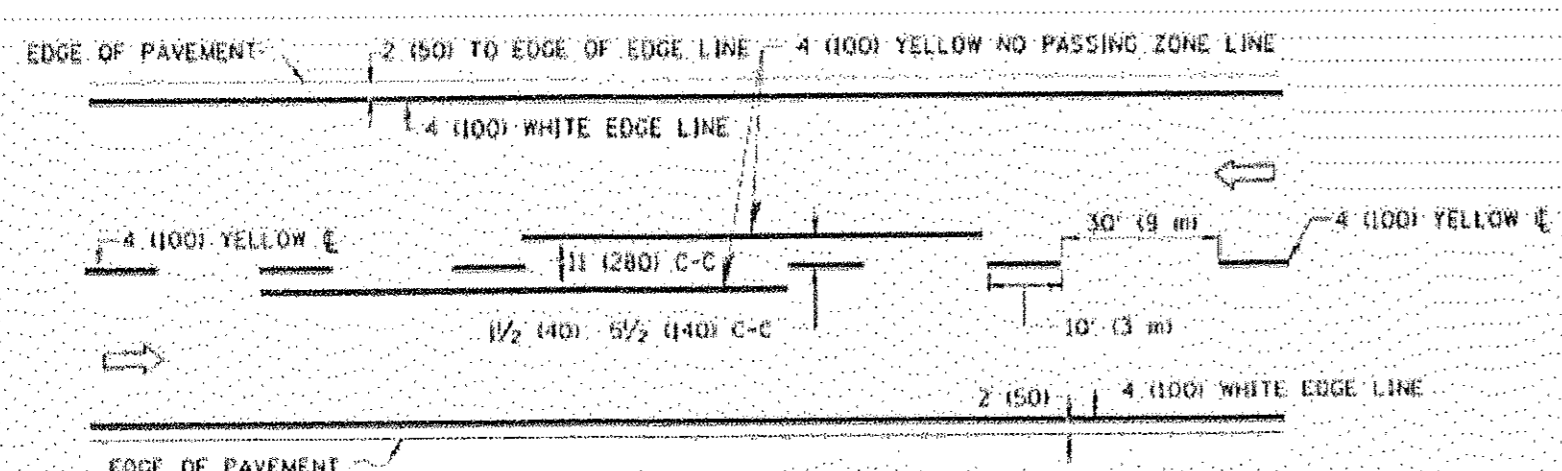 EDGE OF PAVEMENT
2 (50) TO EDGE OF EDGE LINE
4 (100) YELLOW NO PASSING ZONE LINE
4 (100) WHITE EDGE LINE
4 (100) YELLOW ℄
30' (9 m)
4 (100) YELLOW ℄
11 (280) C-C
1½ (40) 5½ (140) C-C
10' (3 m)
2 (50)
4 (100) WHITE EDGE LINE
EDGE OF PAVEMENT